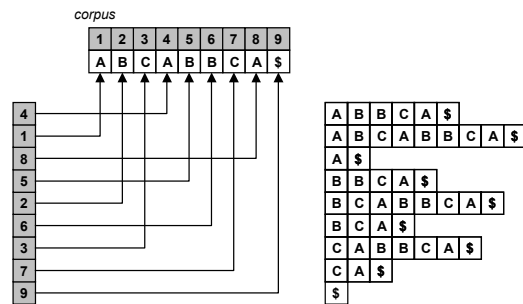 corpus
1 2 3 4 5 6 7 8 9
A B C A B B C A $
4 A B B C A $
1 A B C A B B C A $
8 A $
5 B B C A $
2 B C A B B C A $
6 B C A $
3 C A B B C A $
7 C A $
9 $